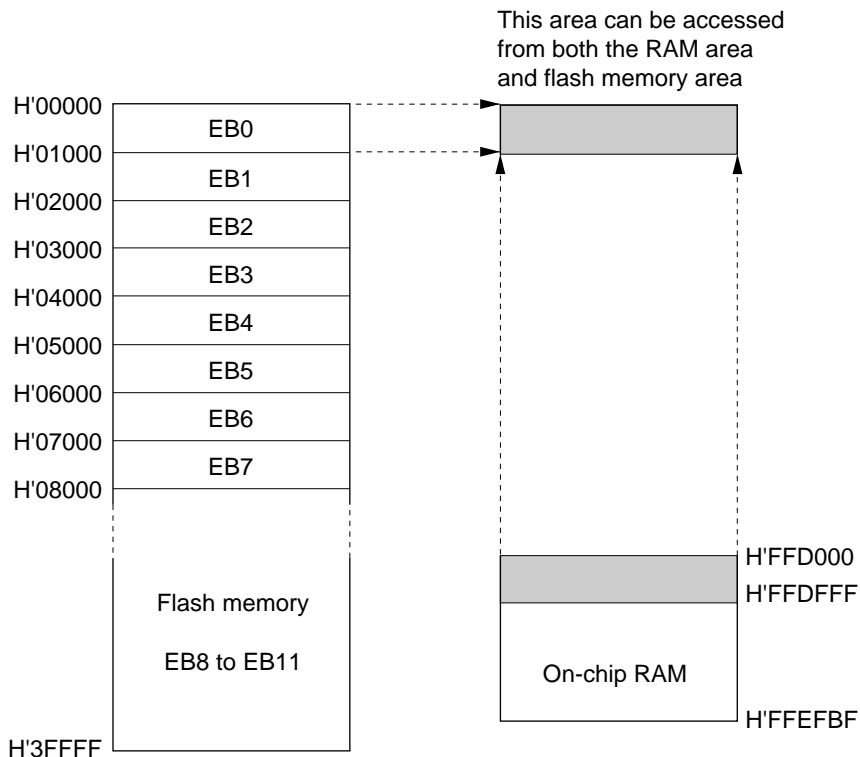 This area can be accessed
from both the RAM area
and flash memory area
H'00000
EB0
H'01000
EB1
H'02000
EB2
H'03000
EB3
H'04000
EB4
H'05000
EB5
H'06000
EB6
H'07000
EB7
H'08000
H'FFD000
Flash memory
H'FFDFFF
EB8 to EB11
On-chip RAM
H'FFEFBF
H'3FFFF